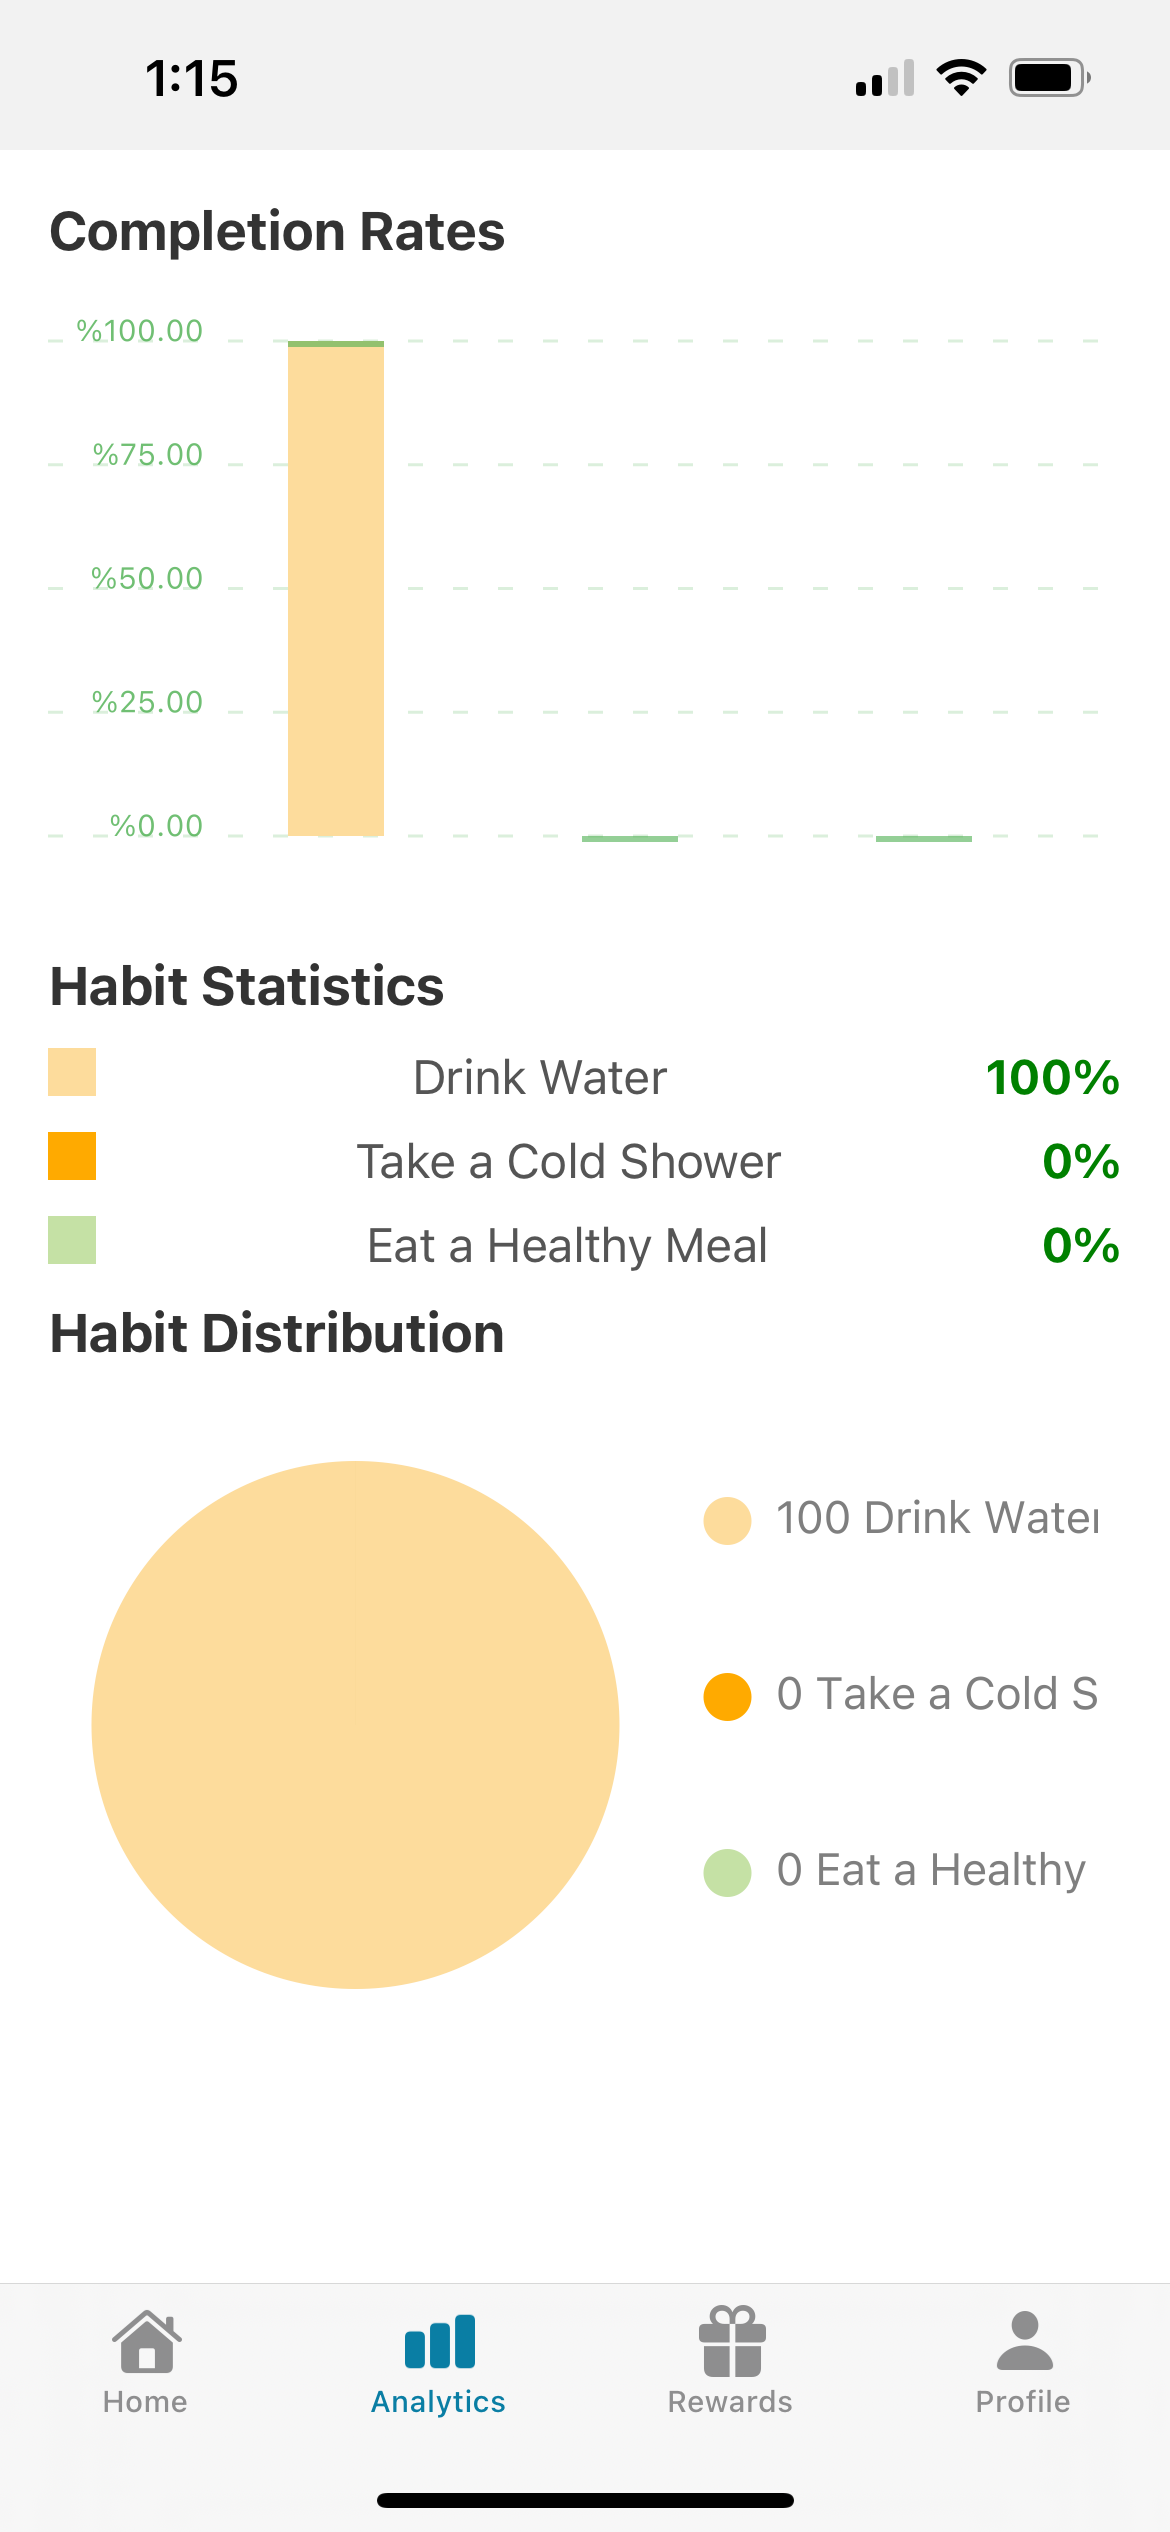 1:15
Completion Rates
%100.00
%75.00
%50.00
%25.00
%0.00
Habit Statistics
Drink Water 100%
Take a Cold Shower 0%
Eat a Healthy Meal 0%
Habit Distribution
100 Drink Water
0 Take a Cold S
0 Eat a Healthy
Home Analytics Rewards Profile